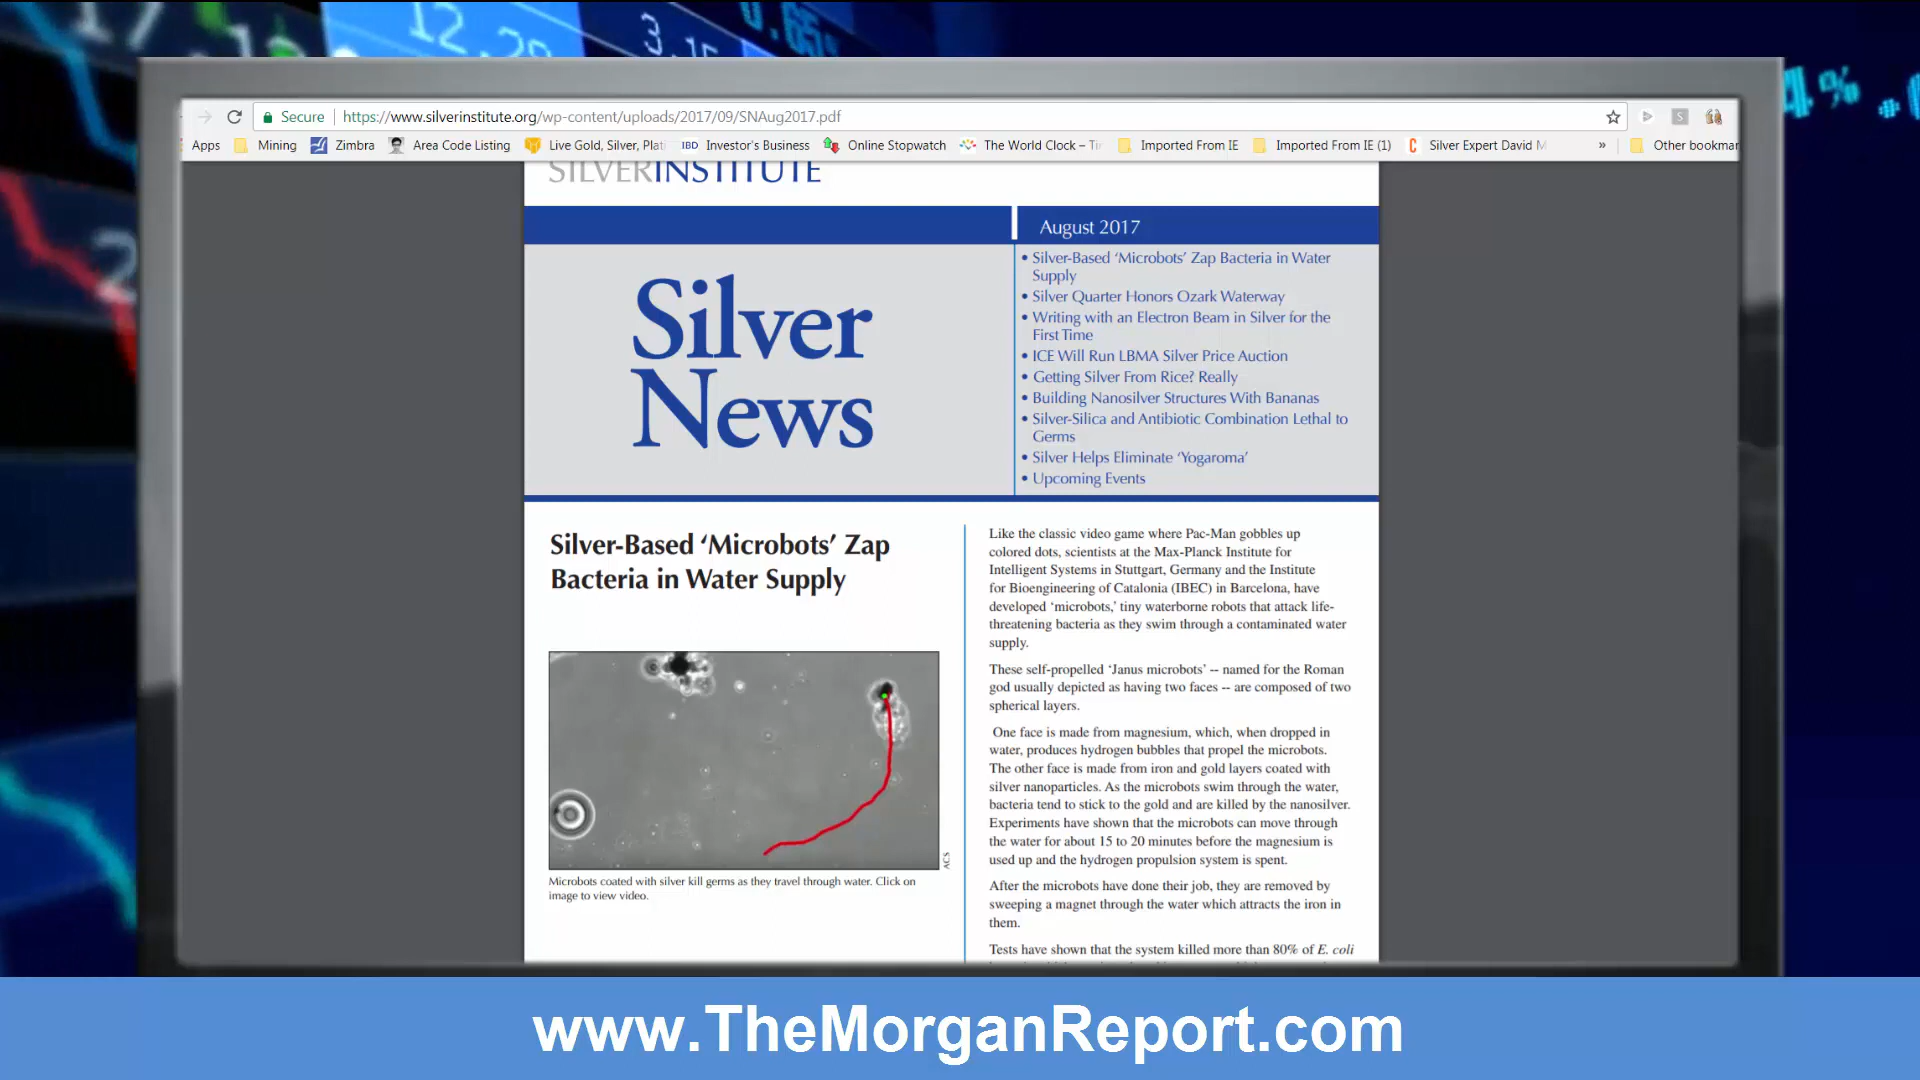 12.29
3.15
0.65%
4%
Secure https://www.silverinstitute.org/wp-content/uploads/2017/09/SNAug2017.pdf
Apps Mining Zimbra Area Code Listing Live Gold, Silver, Plat IBD Investor's Business Online Stopwatch The World Clock – Tim Imported From IE Imported From IE (1) Silver Expert David M » Other bookmar
SILVERINSTITUTE
August 2017
Silver
News
• Silver-Based ‘Microbots’ Zap Bacteria in Water
Supply
• Silver Quarter Honors Ozark Waterway
• Writing with an Electron Beam in Silver for the
First Time
• ICE Will Run LBMA Silver Price Auction
• Getting Silver From Rice? Really
• Building Nanosilver Structures With Bananas
• Silver-Silica and Antibiotic Combination Lethal to
Germs
• Silver Helps Eliminate ‘Yogaroma’
• Upcoming Events
Silver-Based ‘Microbots’ Zap
Bacteria in Water Supply
ACS
Microbots coated with silver kill germs as they travel through water. Click on
image to view video.
Like the classic video game where Pac-Man gobbles up
colored dots, scientists at the Max-Planck Institute for
Intelligent Systems in Stuttgart, Germany and the Institute
for Bioengineering of Catalonia (IBEC) in Barcelona, have
developed ‘microbots,’ tiny waterborne robots that attack life-
threatening bacteria as they swim through a contaminated water
supply.
These self-propelled ‘Janus microbots’ -- named for the Roman
god usually depicted as having two faces -- are composed of two
spherical layers.
One face is made from magnesium, which, when dropped in
water, produces hydrogen bubbles that propel the microbots.
The other face is made from iron and gold layers coated with
silver nanoparticles. As the microbots swim through the water,
bacteria tend to stick to the gold and are killed by the nanosilver.
Experiments have shown that the microbots can move through
the water for about 15 to 20 minutes before the magnesium is
used up and the hydrogen propulsion system is spent.
After the microbots have done their job, they are removed by
sweeping a magnet through the water which attracts the iron in
them.
Tests have shown that the system killed more than 80% of E. coli
www.TheMorganReport.com